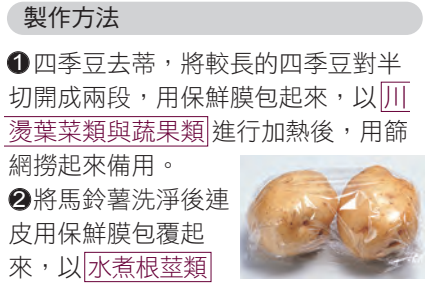 製作方法
❶四季豆去蒂，將較長的四季豆對半
切開成兩段，用保鮮膜包起來，以川
燙葉菜類與蔬果類進行加熱後，用篩
網撈起來備用。
❷將馬鈴薯洗淨後連
皮用保鮮膜包覆起
來，以水煮根莖類